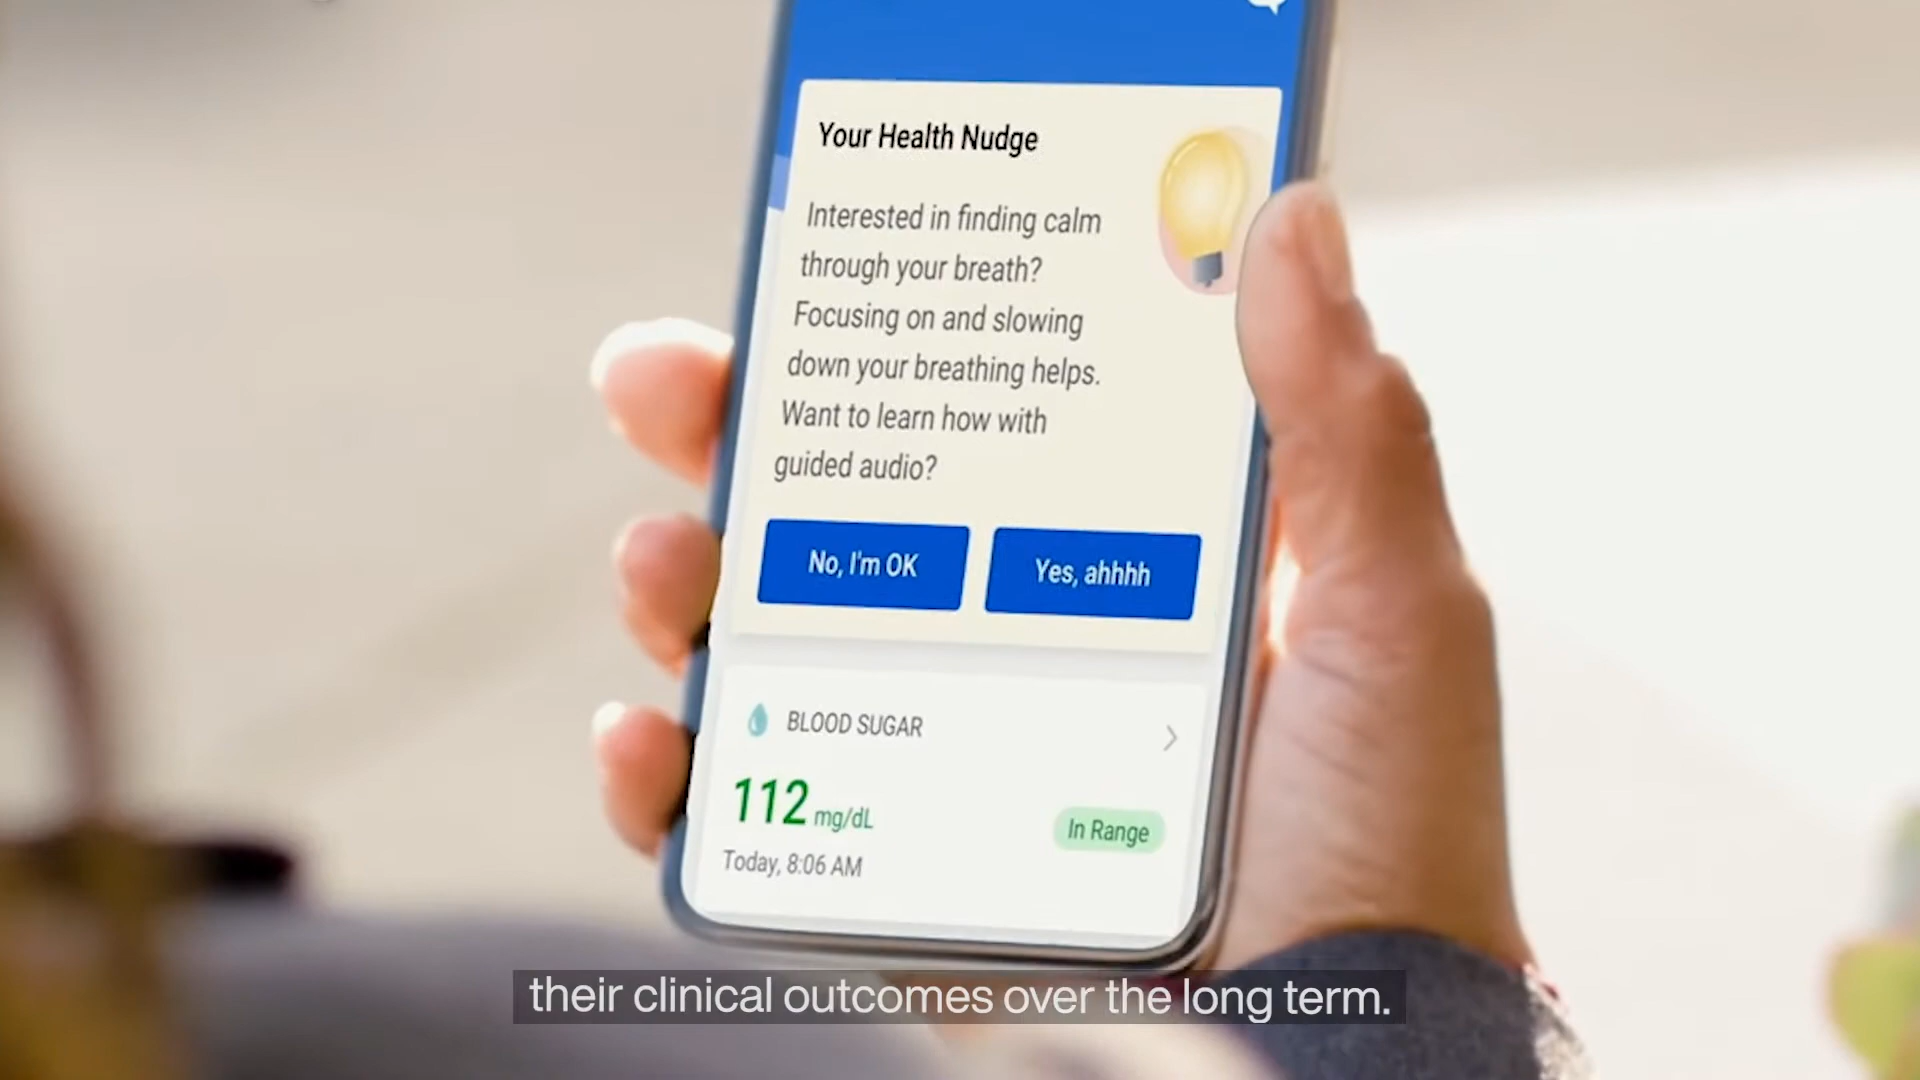 Your Health Nudge
Interested in finding calm
through your breath?
Focusing on and slowing
down your breathing helps.
Want to learn how with
guided audio?
No, I'm OK
Yes, ahhhh
BLOOD SUGAR
112 mg/dL
In Range
Today, 8:06 AM
their clinical outcomes over the long term.